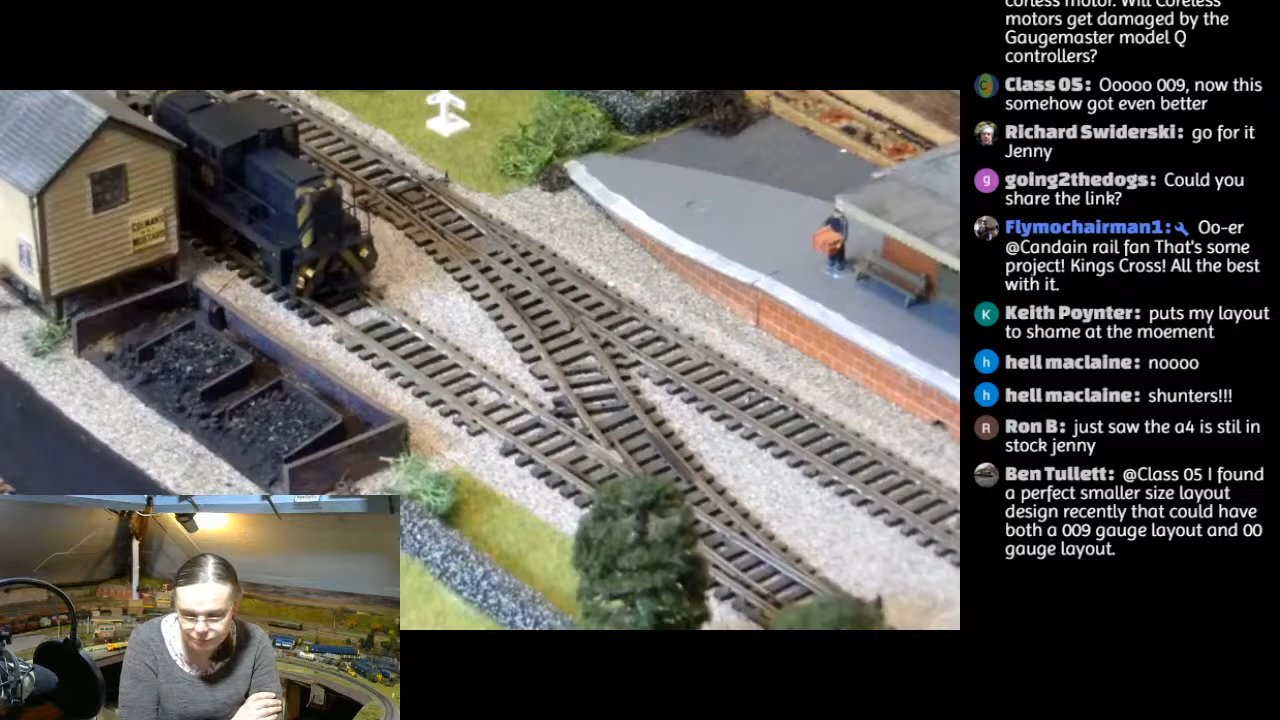 corless motor. Will Coreless
motors get damaged by the
Gaugemaster model Q
controllers?
Class 05: Ooooo 009, now this
somehow got even better
Richard Swiderski: go for it
Jenny
going2thedogs: Could you
share the link?
Flymochairman1: Oo-er
@Candain rail fan That's some
project! Kings Cross! All the best
with it.
Keith Poynter: puts my layout
to shame at the moement
hell maclaine: noooo
hell maclaine: shunters!!!
Ron B: just saw the a4 is stil in
stock jenny
Ben Tullett: @Class 05 I found
a perfect smaller size layout
design recently that could have
both a 009 gauge layout and 00
gauge layout.
COLMANS
MUSTARD